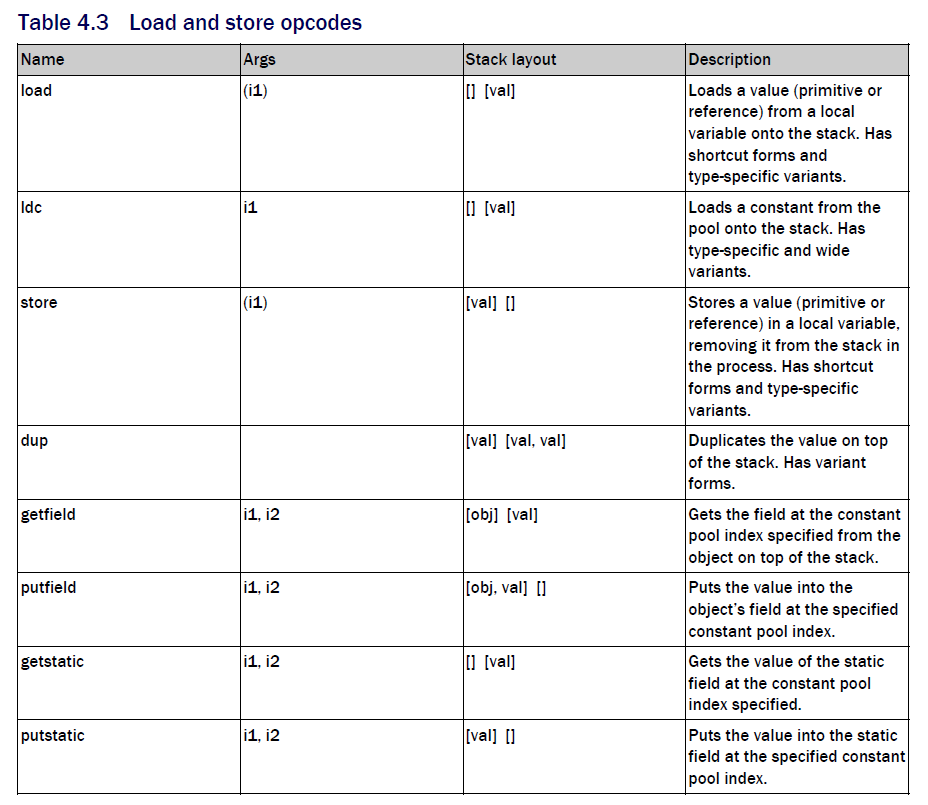 Table 4.3 Load and store opcodes
Name Args Stack layout Description
load (i1) [] [val] Loads a value (primitive or
reference) from a local
variable onto the stack. Has
shortcut forms and
type-specific variants.
ldc i1 [] [val] Loads a constant from the
pool onto the stack. Has
type-specific and wide
variants.
store (i1) [val] [] Stores a value (primitive or
reference) in a local variable,
removing it from the stack in
the process. Has shortcut
forms and type-specific
variants.
dup [val] [val, val] Duplicates the value on top
of the stack. Has variant
forms.
getfield i1, i2 [obj] [val] Gets the field at the constant
pool index specified from the
object on top of the stack.
putfield i1, i2 [obj, val] [] Puts the value into the
object’s field at the specified
constant pool index.
getstatic i1, i2 [] [val] Gets the value of the static
field at the constant pool
index specified.
putstatic i1, i2 [val] [] Puts the value into the static
field at the specified constant
pool index.